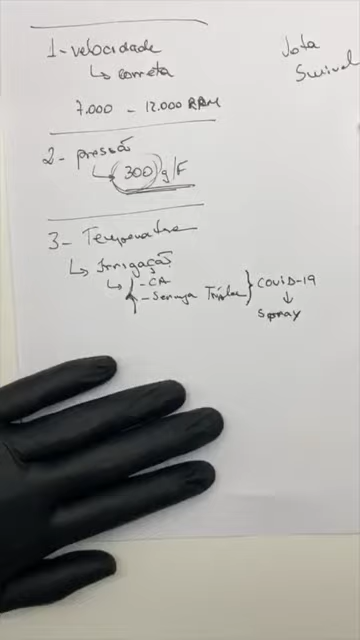 1- velocidade
↳ correta
7.000 - 12.000 RPM
Jota
2- pressão
↳ 300 g/F
3- Temperatura
↳ Irrigação
↳ - CA
- Seringa Tríplice } COVID-19
↓
Spray